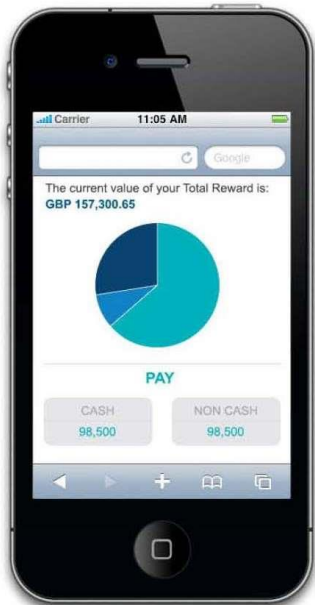 Carrier
11:05 AM
Google
The current value of your Total Reward is:
GBP 157,300.65
PAY
CASH
NON CASH
98,500
98,500